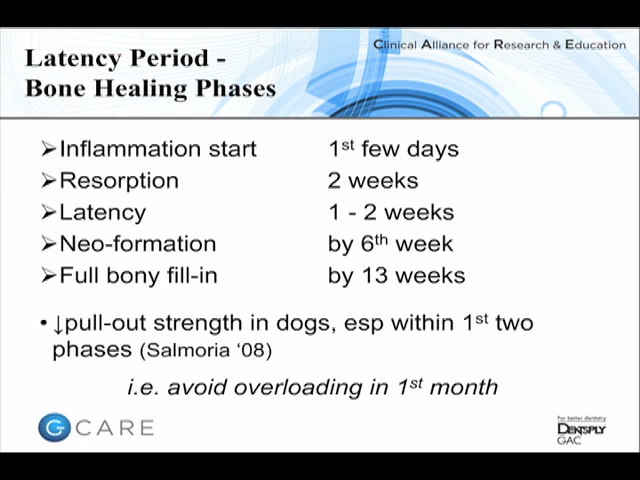 Clinical Alliance for Research & Education
Latency Period -
Bone Healing Phases
➢Inflammation start 1st few days
➢Resorption 2 weeks
➢Latency 1 - 2 weeks
➢Neo-formation by 6th week
➢Full bony fill-in by 13 weeks
• ↓pull-out strength in dogs, esp within 1st two
phases (Salmoria ‘08)
i.e. avoid overloading in 1st month
G CARE
For better dentistry
DENTSPLY
GAC